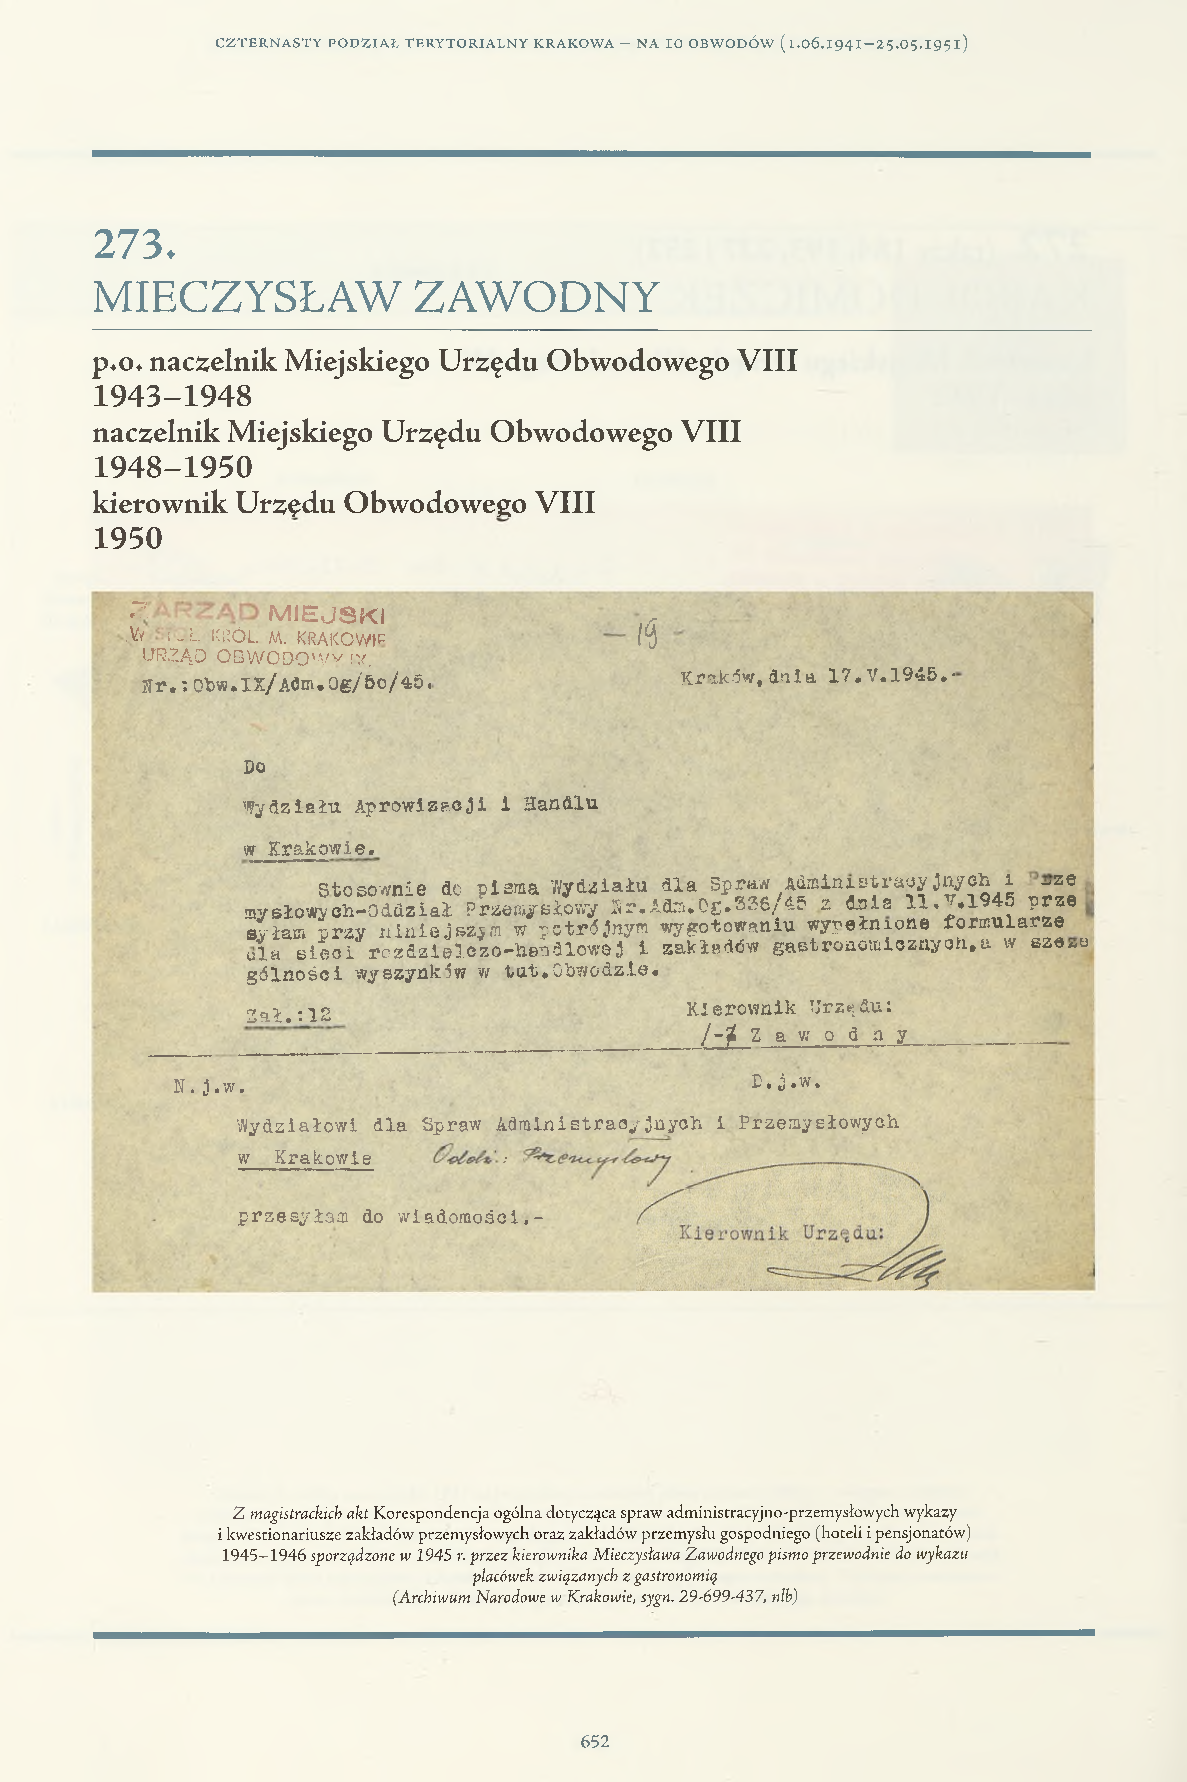 CZTERNASTY PODZIAŁ TERYTORIALNY KRAKOWA – NA 10 OBWODÓW (1.06.1941–25.05.1951)
273.
MIECZYSŁAW ZAWODNY
p.o. naczelnik Miejskiego Urzędu Obwodowego VIII
1943–1948
naczelnik Miejskiego Urzędu Obwodowego VIII
1948–1950
kierownik Urzędu Obwodowego VIII
1950
ZARZĄD MIEJSKI
W STOŁ. KRÓL. M. KRAKOWIE
URZĄD OBWODOWY IX.
– 19 -
Nr.:Obw.IX/Adm.Og/50/45.
Kraków,dnia 17.V.1945.-
Do
Wydziału Aprowizacji i Handlu
w Krakowie.
Stosownie do pisma Wydziału dla Spraw Administracyjnych i Prze
mysłowych-Oddział Przemysłowy Nr.Adm.Og.336/45 z dnia 11.V.1945 prze
syłam przy niniejszym w potrójnym wygotowaniu wypełnione formularze
dla sieci rozdzielczo-handlowej i zakładów gastronomicznych,a w szcze
gólności wyszynków w tut.Obwodzie.
Zał.:12
Kierownik Urzędu:
/-/ Z a w o d n y
N.j.w.
D.j.w.
Wydziałowi dla Spraw Administracyjnych i Przemysłowych
w Krakowie Oddz.: Przemysłowy
przesyłam do wiadomości.-
Kierownik Urzędu:
Z magistrackich akt Korespondencja ogólna dotycząca spraw administracyjno-przemysłowych wykazy
i kwestionariusze zakładów przemysłowych oraz zakładów przemysłu gospodniego (hoteli i pensjonatów)
1945–1946 sporządzone w 1945 r. przez kierownika Mieczysława Zawodnego pismo przewodnie do wykazu
placówek związanych z gastronomią
(Archiwum Narodowe w Krakowie, sygn. 29-699-437, nlb)
652